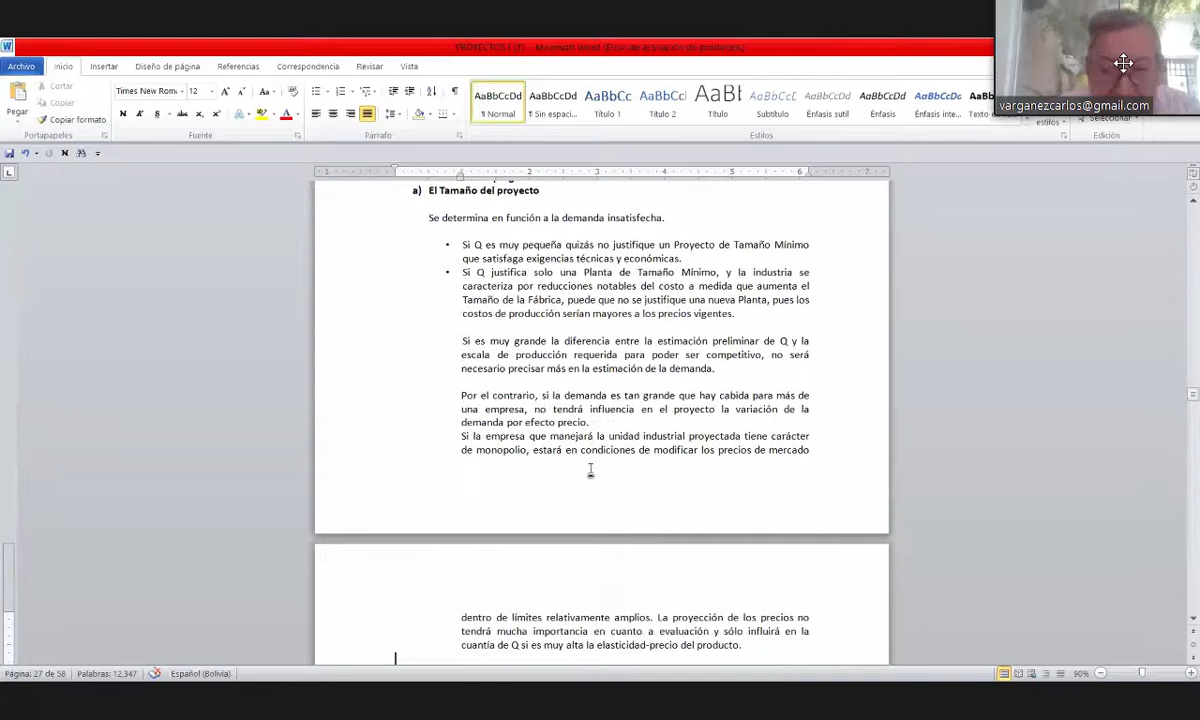 PROYECTOS I (1) - Microsoft Word (Error de activación de productos)
Archivo Inicio Insertar Diseño de página Referencias Correspondencia Revisar Vista
varganezcarlos@gmail.com
Pegar
Cortar
Copiar
Copiar formato
Times New Rom 12
AaBbCcDd AaBbCcDd AaBbCc AaBbCc AaBbCcDd AaBbCcDd AaBbCcDd
¶ Normal ¶ Sin espaci... Título 1 Título 2 Título Subtítulo Énfasis sutil Énfasis Énfasis inte...
Portapapeles Fuente Párrafo Estilos Edición
a) El Tamaño del proyecto
Se determina en función a la demanda insatisfecha.
• Si Q es muy pequeña quizás no justifique un Proyecto de Tamaño Mínimo
que satisfaga exigencias técnicas y económicas.
• Si Q justifica solo una Planta de Tamaño Mínimo, y la industria se
caracteriza por reducciones notables del costo a medida que aumenta el
Tamaño de la Fábrica, puede que no se justifique una nueva Planta, pues los
costos de producción serían mayores a los precios vigentes.
Si es muy grande la diferencia entre la estimación preliminar de Q y la
escala de producción requerida para poder ser competitivo, no será
necesario precisar más en la estimación de la demanda.
Por el contrario, si la demanda es tan grande que hay cabida para más de
una empresa, no tendrá influencia en el proyecto la variación de la
demanda por efecto precio.
Si la empresa que manejará la unidad industrial proyectada tiene carácter
de monopolio, estará en condiciones de modificar los precios de mercado
dentro de límites relativamente amplios. La proyección de los precios no
tendrá mucha importancia en cuanto a evaluación y sólo influirá en la
cuantía de Q si es muy alta la elasticidad-precio del producto.
Página: 27 de 58 Palabras: 12,347 Español (Bolivia) 90%